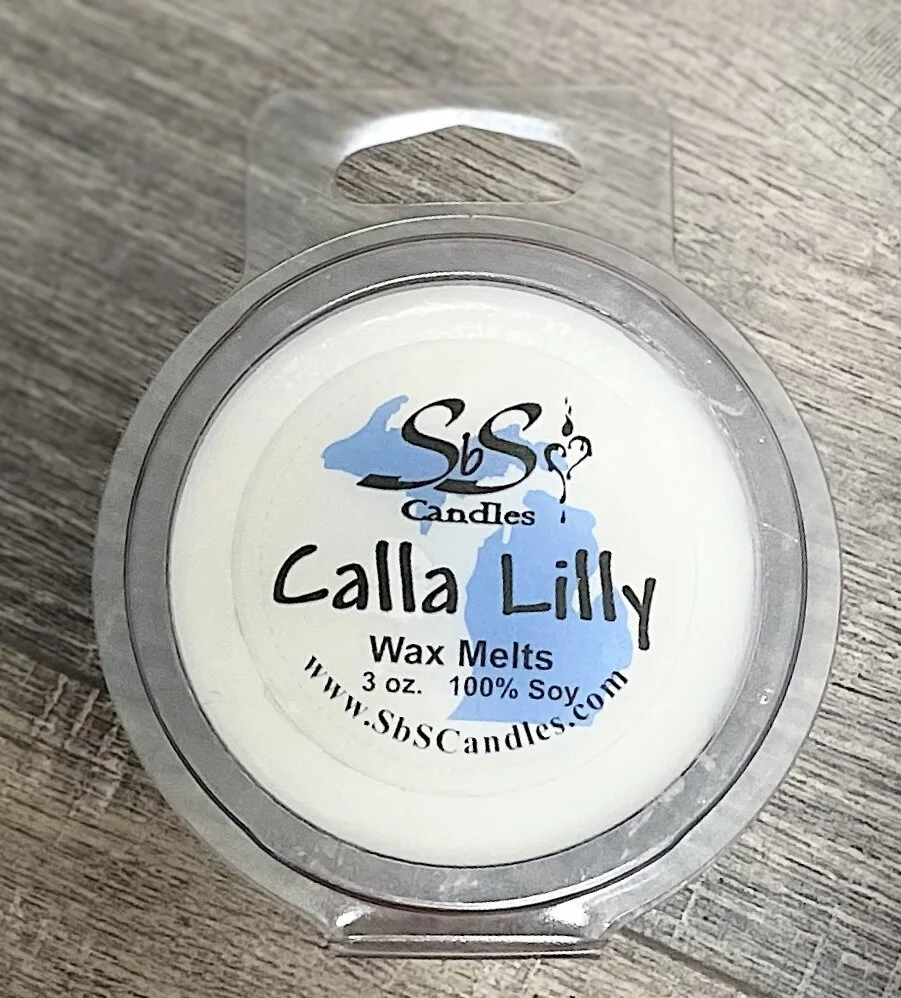 SbS
Candles
Calla Lilly
Wax Melts
3 oz. 100% Soy
www.SbSCandles.com